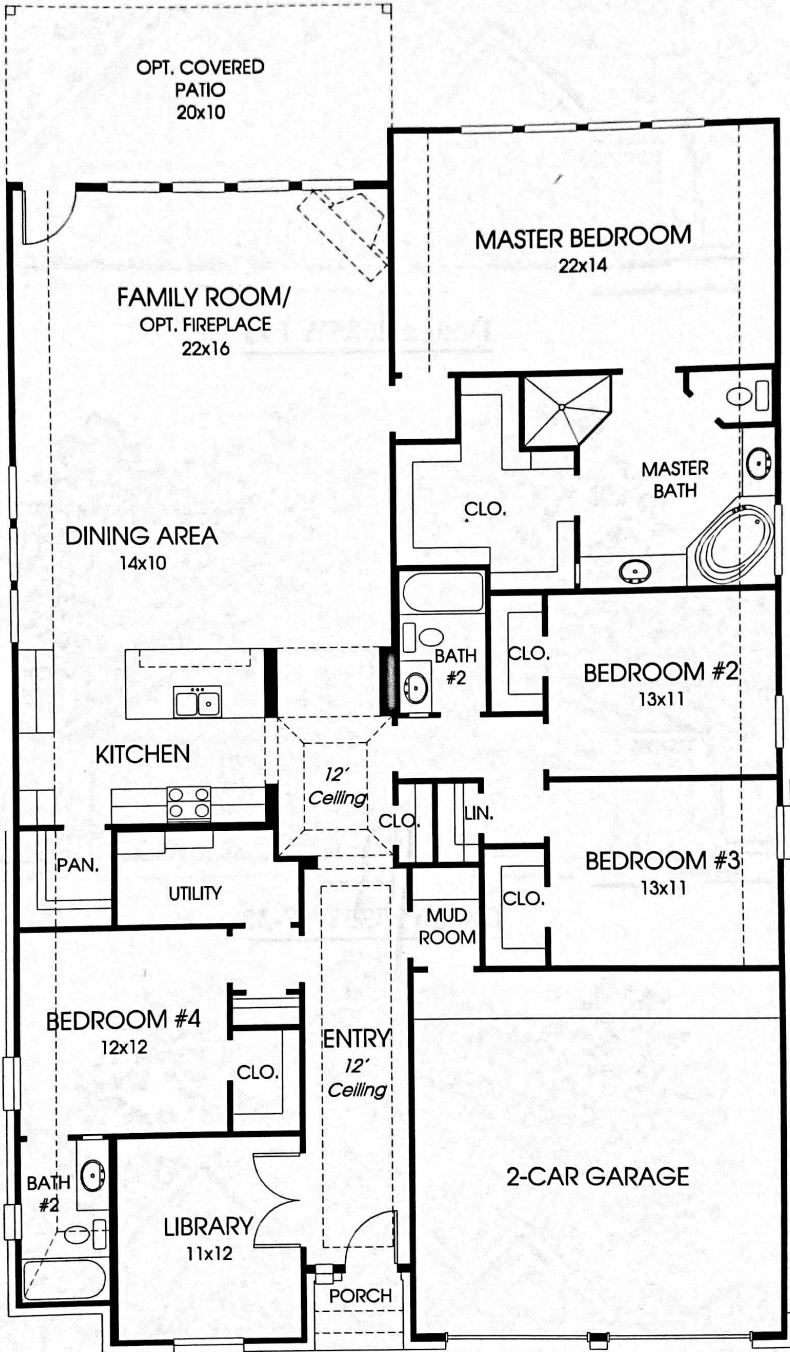 OPT. COVERED
PATIO
20x10
MASTER BEDROOM
22x14
FAMILY ROOM/
OPT. FIREPLACE
22x16
MASTER
BATH
CLO.
DINING AREA
14x10
BATH
#2
CLO.
BEDROOM #2
13x11
KITCHEN
12'
Ceiling
CLO.
LIN.
PAN.
UTILITY
BEDROOM #3
13x11
CLO.
MUD
ROOM
BEDROOM #4
12x12
ENTRY
12'
Ceiling
CLO.
2-CAR GARAGE
BATH
#2
LIBRARY
11x12
PORCH